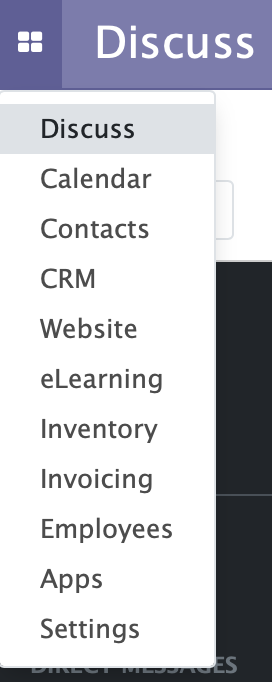 Discuss
Discuss
Calendar
Contacts
CRM
Website
eLearning
Inventory
Invoicing
Employees
Apps
Settings
DIRECT MESSAGES